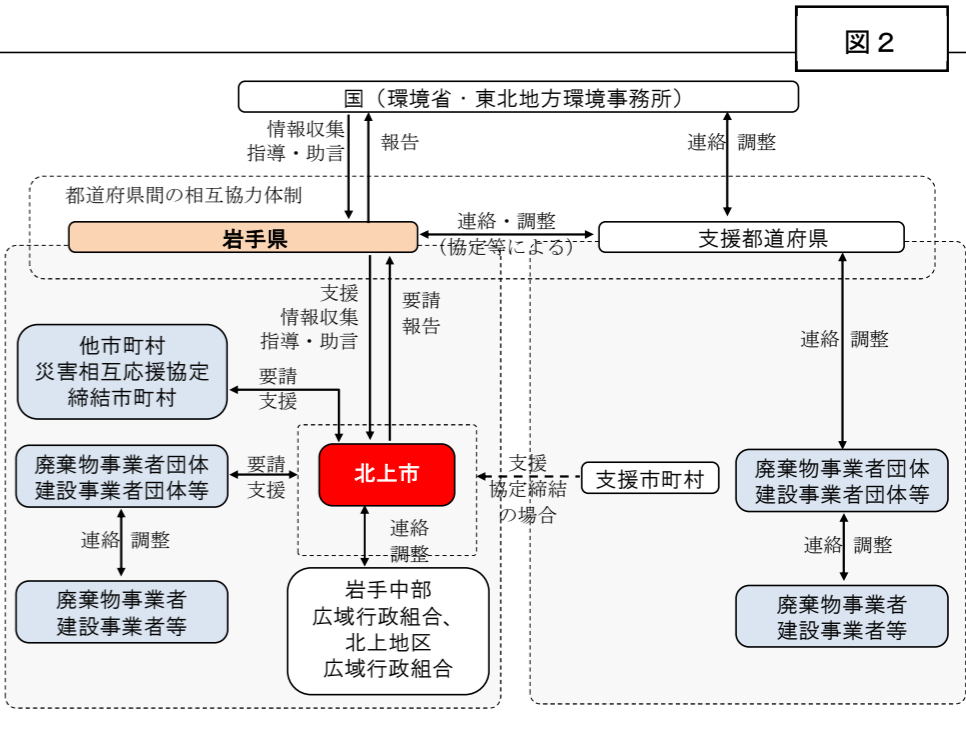 図２
国（環境省・東北地方環境事務所）
情報収集
指導・助言
報告
連絡 調整
都道府県間の相互協力体制
岩手県
連絡・調整
（協定等による）
支援都道府県
支援
情報収集
指導・助言
要請
報告
連絡 調整
他市町村
災害相互応援協定
締結市町村
要請
支援
廃棄物事業者団体
建設事業者団体等
要請
支援
北上市
支援
協定締結
の場合
支援市町村
廃棄物事業者団体
建設事業者団体等
連絡 調整
連絡
調整
連絡 調整
廃棄物事業者
建設事業者等
岩手中部
広域行政組合、
北上地区
広域行政組合
廃棄物事業者
建設事業者等